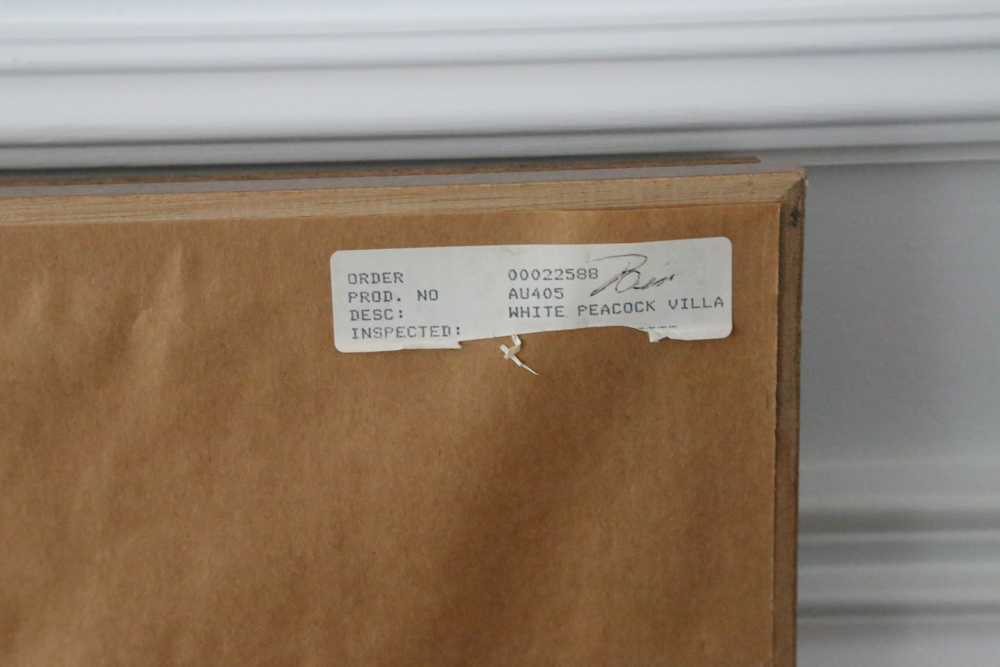 ORDER 00022588
PROD. NO AU405
DESC: WHITE PEACOCK VILLA
INSPECTED: